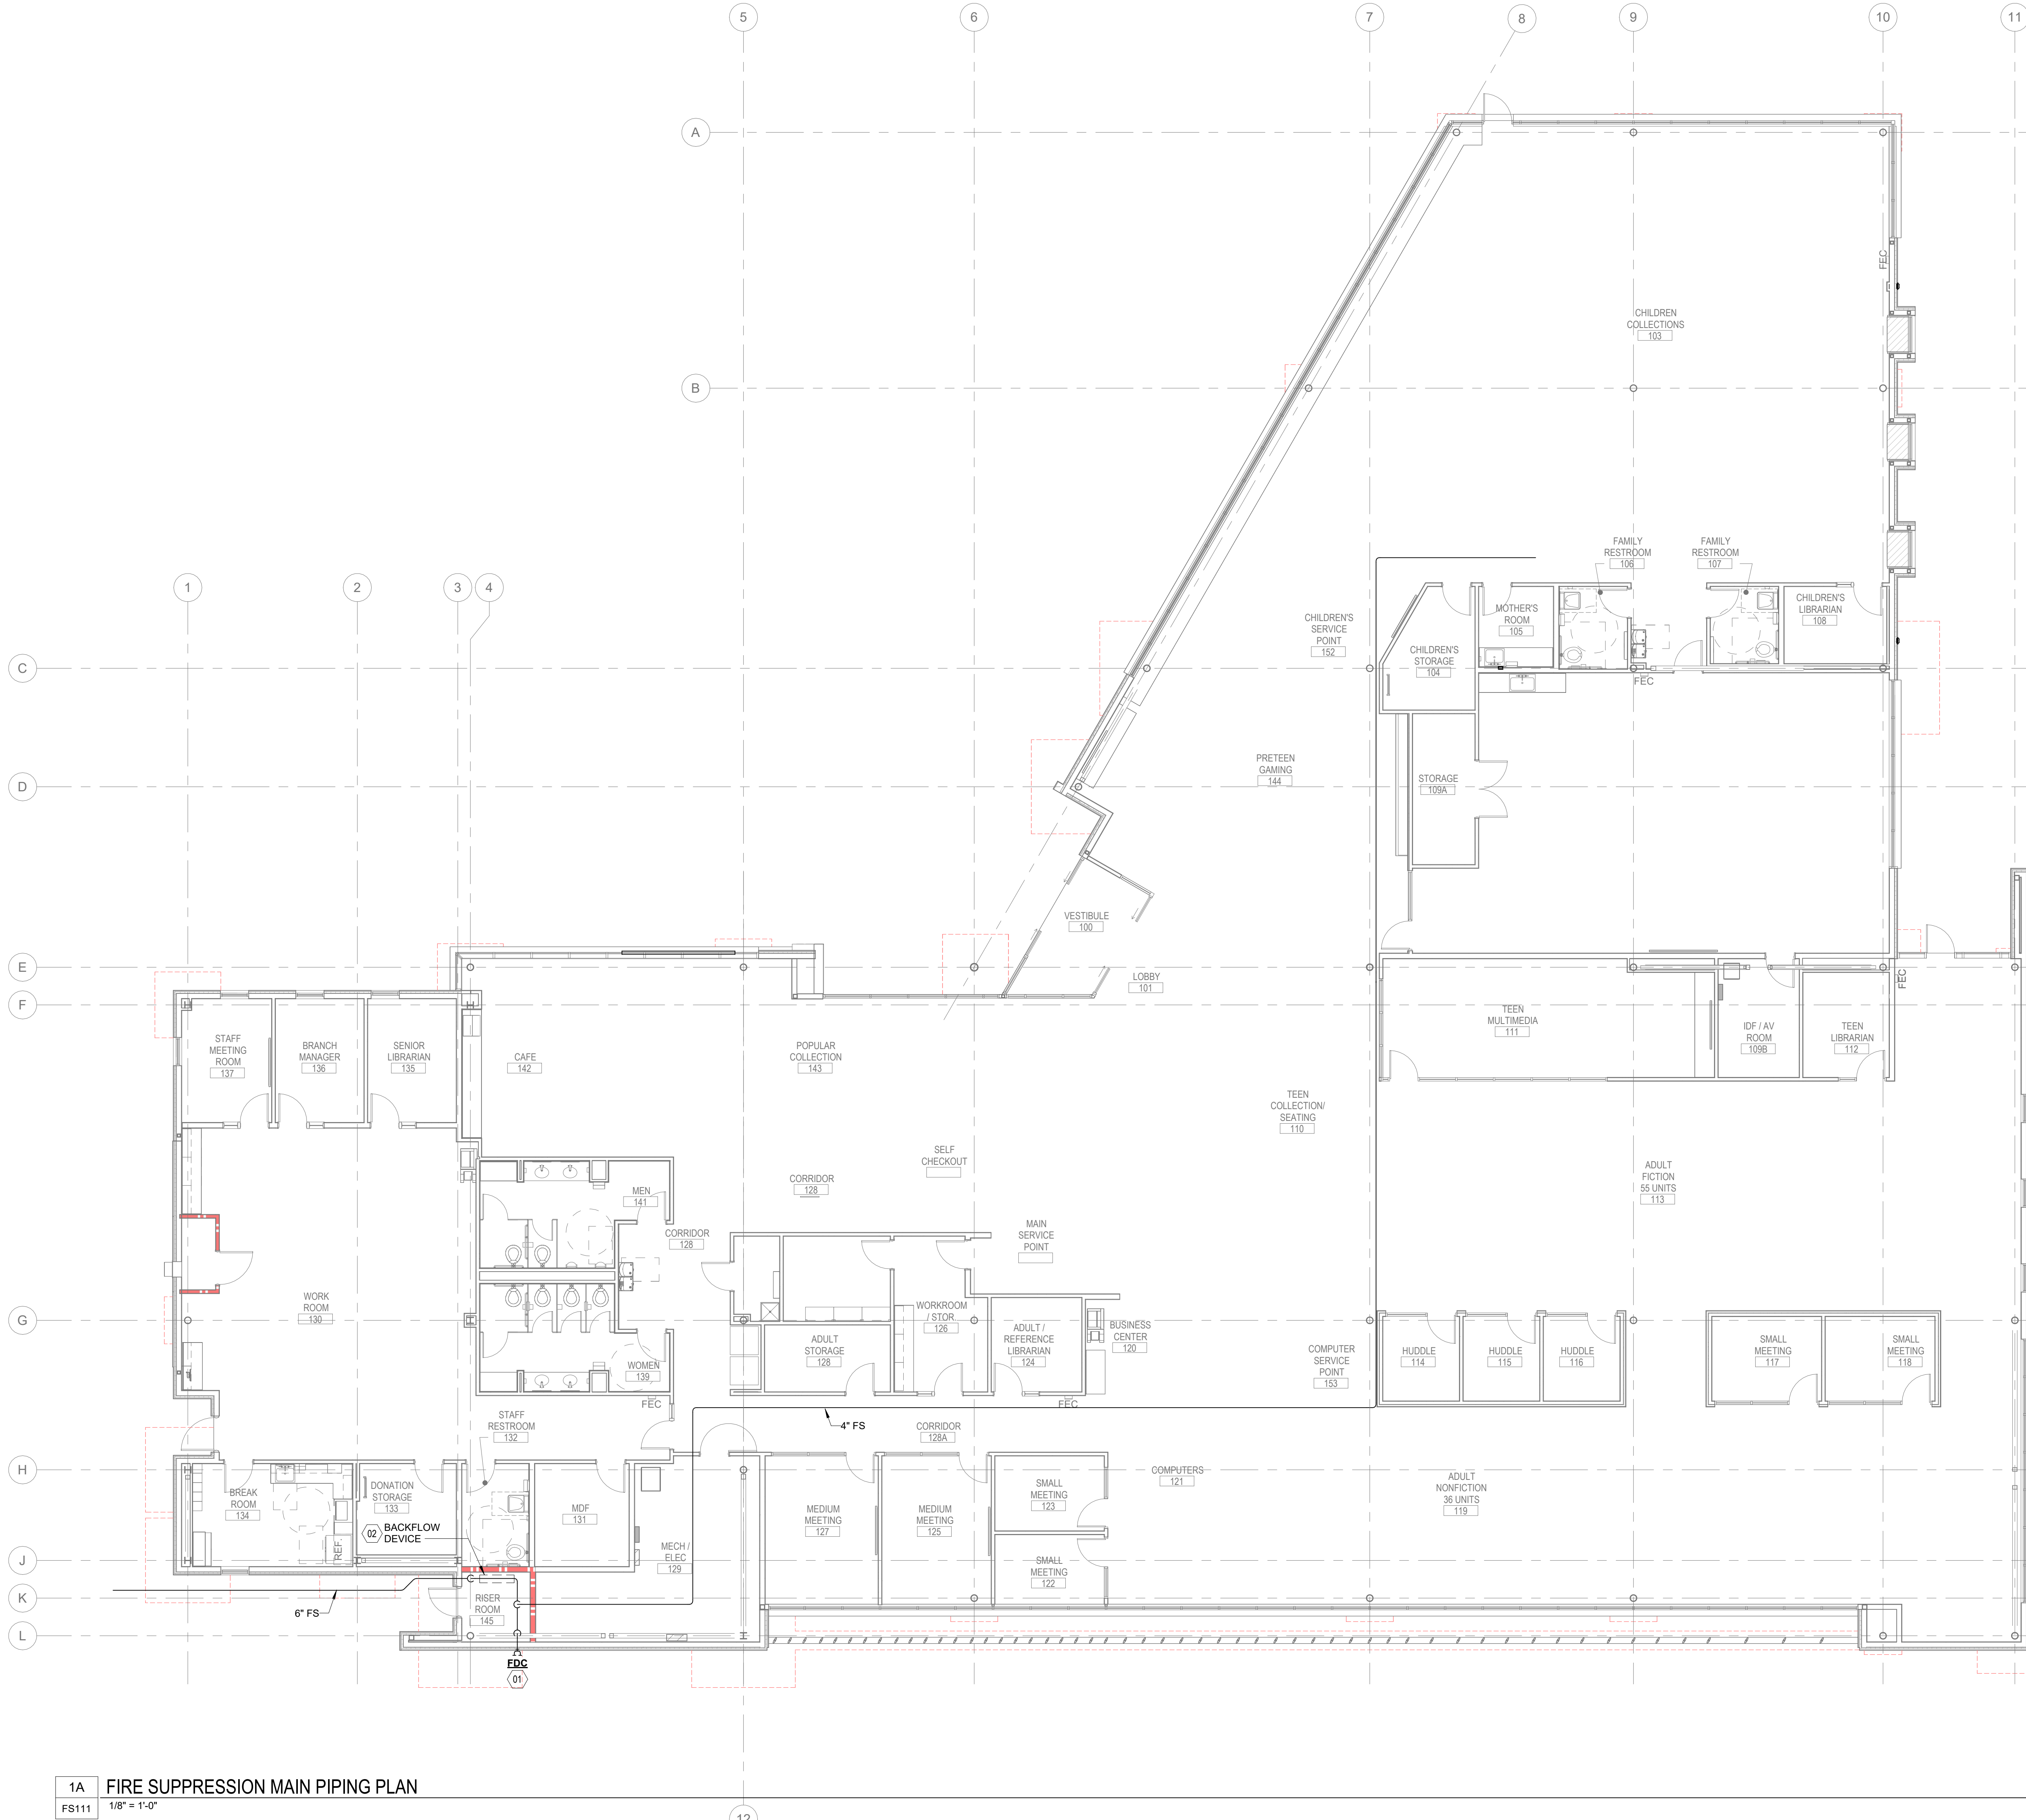 5
6
7
8
9
10
11
A
FEC
CHILDREN
COLLECTIONS
103
B
FAMILY
RESTROOM
106
FAMILY
RESTROOM
107
1
2
3
4
CHILDREN'S
SERVICE
POINT
152
MOTHER'S
ROOM
105
CHILDREN'S
LIBRARIAN
108
CHILDREN'S
STORAGE
104
C
FEC
PRETEEN
GAMING
144
STORAGE
109A
D
VESTIBULE
100
LOBBY
101
E
FEC
F
STAFF
MEETING
ROOM
137
BRANCH
MANAGER
136
SENIOR
LIBRARIAN
135
CAFE
142
POPULAR
COLLECTION
143
TEEN
MULTIMEDIA
111
IDF / AV
ROOM
109B
TEEN
LIBRARIAN
112
TEEN
COLLECTION/
SEATING
110
SELF
CHECKOUT
CORRIDOR
128
ADULT
FICTION
55 UNITS
113
MEN
141
CORRIDOR
128
MAIN
SERVICE
POINT
WORK
ROOM
130
G
WORKROOM
/ STOR.
126
ADULT
STORAGE
128
ADULT /
REFERENCE
LIBRARIAN
124
BUSINESS
CENTER
120
COMPUTER
SERVICE
POINT
153
HUDDLE
114
HUDDLE
115
HUDDLE
116
SMALL
MEETING
117
SMALL
MEETING
118
WOMEN
139
FEC
FEC
STAFF
RESTROOM
132
4" FS
CORRIDOR
128A
H
BREAK
ROOM
134
DONATION
STORAGE
133
MDF
131
COMPUTERS
121
SMALL
MEETING
123
ADULT
NONFICTION
36 UNITS
119
MEDIUM
MEETING
127
MEDIUM
MEETING
125
02
BACKFLOW
DEVICE
REF.
J
MECH /
ELEC
129
SMALL
MEETING
122
K
6" FS
RISER
ROOM
145
L
FDC
01
1A
FIRE SUPPRESSION MAIN PIPING PLAN
FS111
1/8" = 1'-0"
12